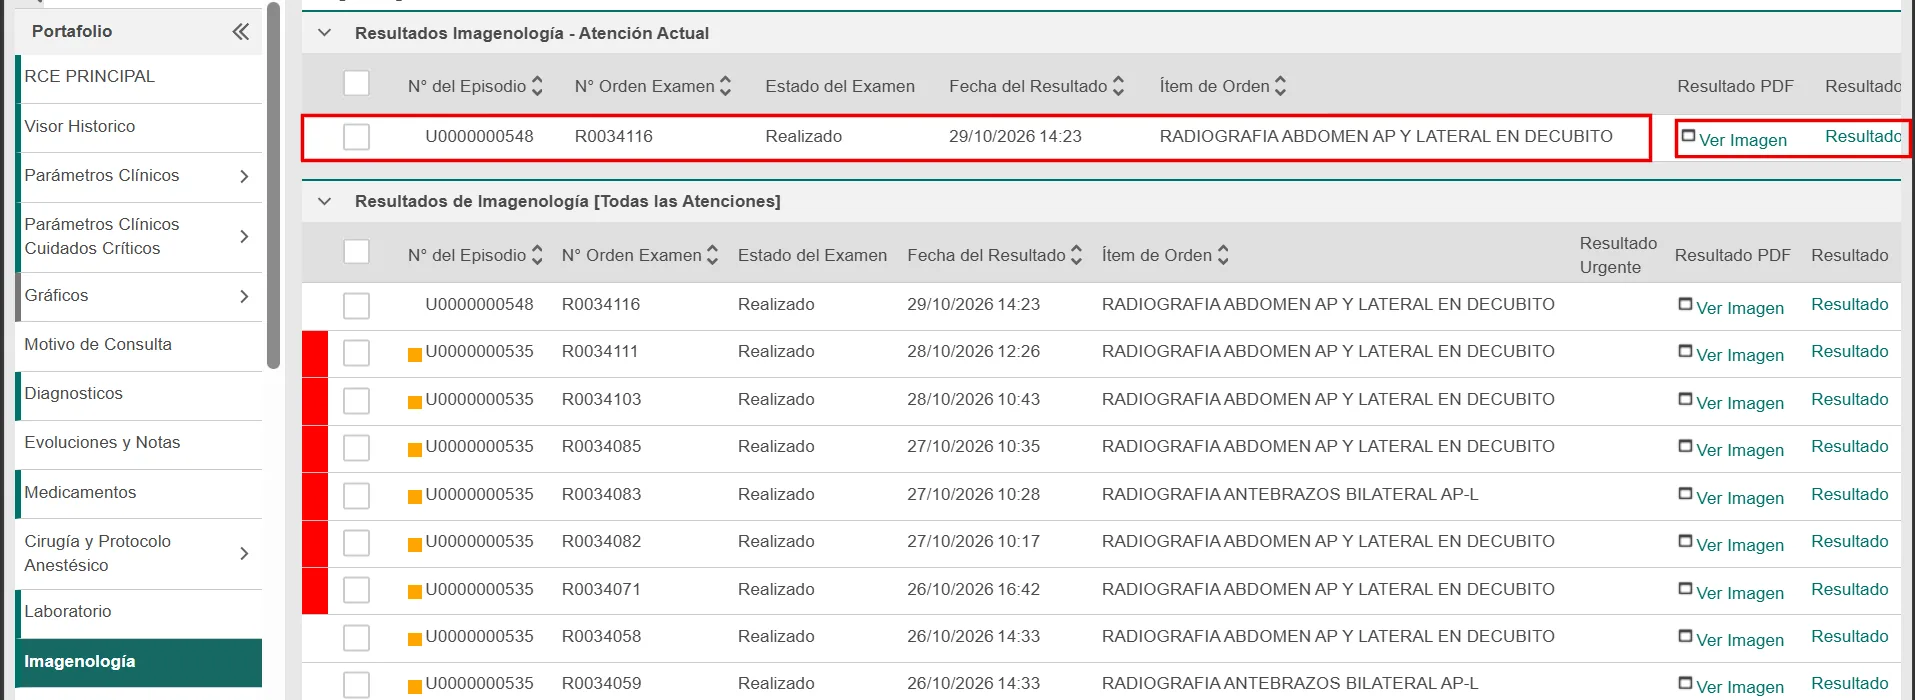 Portafolio
RCE PRINCIPAL
Visor Historico
Parámetros Clínicos
Parámetros Clínicos
Cuidados Críticos
Gráficos
Motivo de Consulta
Diagnosticos
Evoluciones y Notas
Medicamentos
Cirugía y Protocolo
Anestésico
Laboratorio
Imagenología
Resultados Imagenología - Atención Actual
N° del Episodio N° Orden Examen Estado del Examen Fecha del Resultado Ítem de Orden Resultado PDF Resultado
U0000000548 R0034116 Realizado 29/10/2026 14:23 RADIOGRAFIA ABDOMEN AP Y LATERAL EN DECUBITO Ver Imagen Resultado
Resultados de Imagenología [Todas las Atenciones]
N° del Episodio N° Orden Examen Estado del Examen Fecha del Resultado Ítem de Orden Resultado Urgente Resultado PDF Resultado
U0000000548 R0034116 Realizado 29/10/2026 14:23 RADIOGRAFIA ABDOMEN AP Y LATERAL EN DECUBITO Ver Imagen Resultado
U0000000535 R0034111 Realizado 28/10/2026 12:26 RADIOGRAFIA ABDOMEN AP Y LATERAL EN DECUBITO Ver Imagen Resultado
U0000000535 R0034103 Realizado 28/10/2026 10:43 RADIOGRAFIA ABDOMEN AP Y LATERAL EN DECUBITO Ver Imagen Resultado
U0000000535 R0034085 Realizado 27/10/2026 10:35 RADIOGRAFIA ABDOMEN AP Y LATERAL EN DECUBITO Ver Imagen Resultado
U0000000535 R0034083 Realizado 27/10/2026 10:28 RADIOGRAFIA ANTEBRAZOS BILATERAL AP-L Ver Imagen Resultado
U0000000535 R0034082 Realizado 27/10/2026 10:17 RADIOGRAFIA ABDOMEN AP Y LATERAL EN DECUBITO Ver Imagen Resultado
U0000000535 R0034071 Realizado 26/10/2026 16:42 RADIOGRAFIA ABDOMEN AP Y LATERAL EN DECUBITO Ver Imagen Resultado
U0000000535 R0034058 Realizado 26/10/2026 14:33 RADIOGRAFIA ABDOMEN AP Y LATERAL EN DECUBITO Ver Imagen Resultado
U0000000535 R0034059 Realizado 26/10/2026 14:33 RADIOGRAFIA ANTEBRAZOS BILATERAL AP-L Ver Imagen Resultado